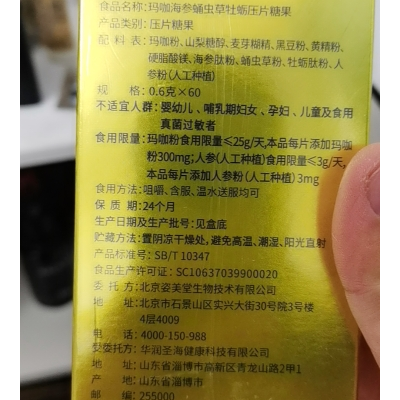 食品名称：玛咖海参蛹虫草牡蛎压片糖果
产品类别：压片糖果
配 料 表：玛咖粉、山梨糖醇、麦芽糊精、黑豆粉、黄精粉、
硬脂酸镁、海参肽粉、蛹虫草粉、牡蛎肽粉、人
参粉(人工种植)
规 格：0.6克×60
不适宜人群：婴幼儿、哺乳期妇女、孕妇、儿童及食用
真菌过敏者
食用限量：玛咖粉食用限量≤25g/天，本品每片添加玛咖
粉300mg；人参(人工种植)食用限量≤3g/天，
本品每片添加人参粉(人工种植)3mg
食用方法：咀嚼、含服、温水送服均可
保 质 期：24个月
生产日期及生产批号：见盒底
贮藏方法：置阴凉干燥处，避免高温、潮湿、阳光直射
产品标准号：SB/T 10347
食品生产许可证：SC10637039900020
委 托 方：北京姿美堂生物技术有限公司
地 址：北京市石景山区实兴大街30号院3号楼
4层4009
电 话：4000-150-988
受委托方：华润圣海健康科技有限公司
地 址：山东省淄博市高新区青龙山路2甲1
产 地：山东省淄博市
邮 编：255000